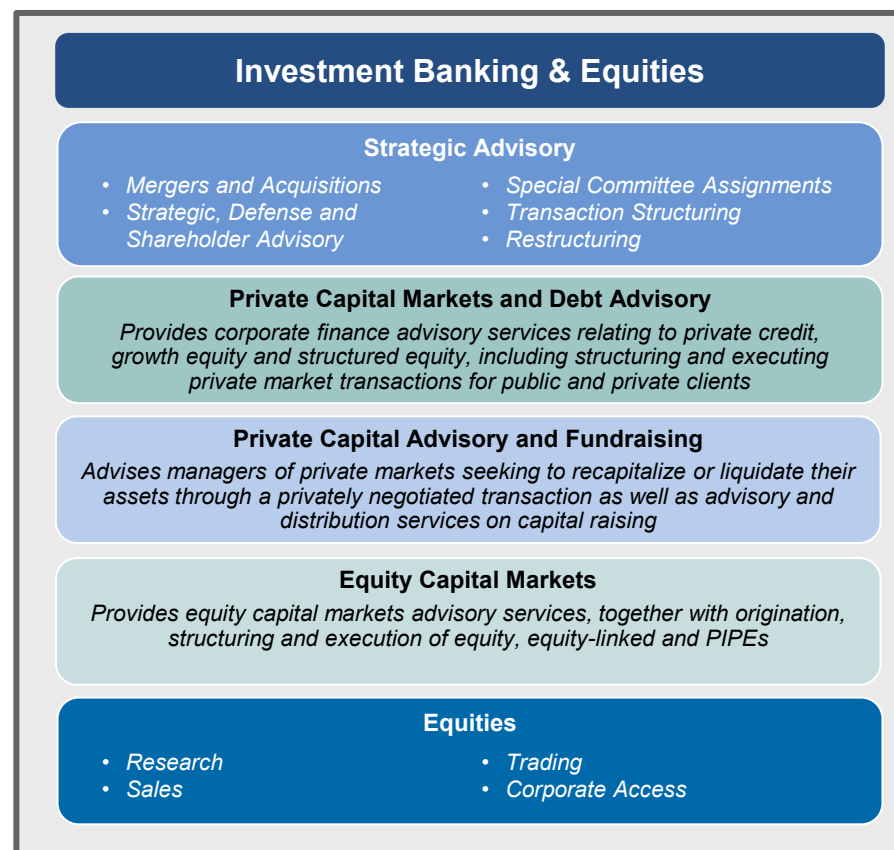 Investment Banking & Equities
Strategic Advisory
• Mergers and Acquisitions
• Strategic, Defense and
Shareholder Advisory
• Special Committee Assignments
• Transaction Structuring
• Restructuring
Private Capital Markets and Debt Advisory
Provides corporate finance advisory services relating to private credit,
growth equity and structured equity, including structuring and executing
private market transactions for public and private clients
Private Capital Advisory and Fundraising
Advises managers of private markets seeking to recapitalize or liquidate their
assets through a privately negotiated transaction as well as advisory and
distribution services on capital raising
Equity Capital Markets
Provides equity capital markets advisory services, together with origination,
structuring and execution of equity, equity-linked and PIPEs
Equities
• Research
• Sales
• Trading
• Corporate Access